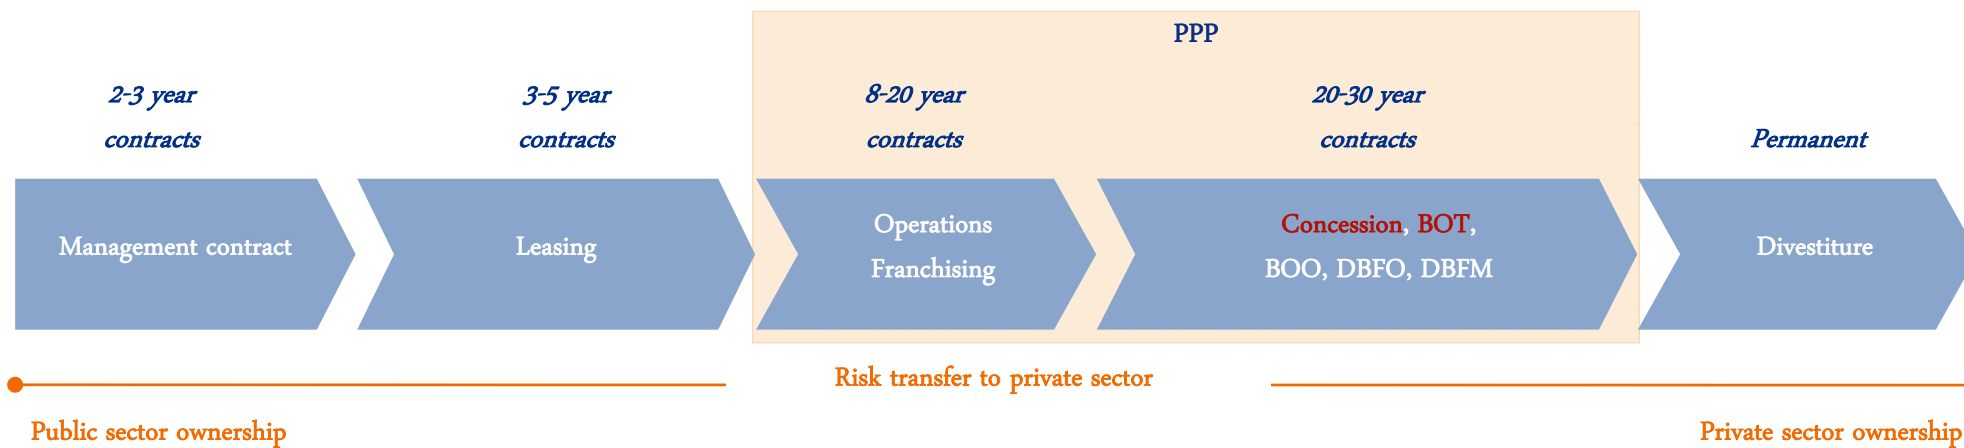 PPP
2-3 year
contracts
3-5 year
contracts
8-20 year
contracts
20-30 year
contracts
Permanent
Management contract
Leasing
Operations
Franchising
Concession, BOT,
BOO, DBFO, DBFM
Divestiture
Risk transfer to private sector
Public sector ownership
Private sector ownership